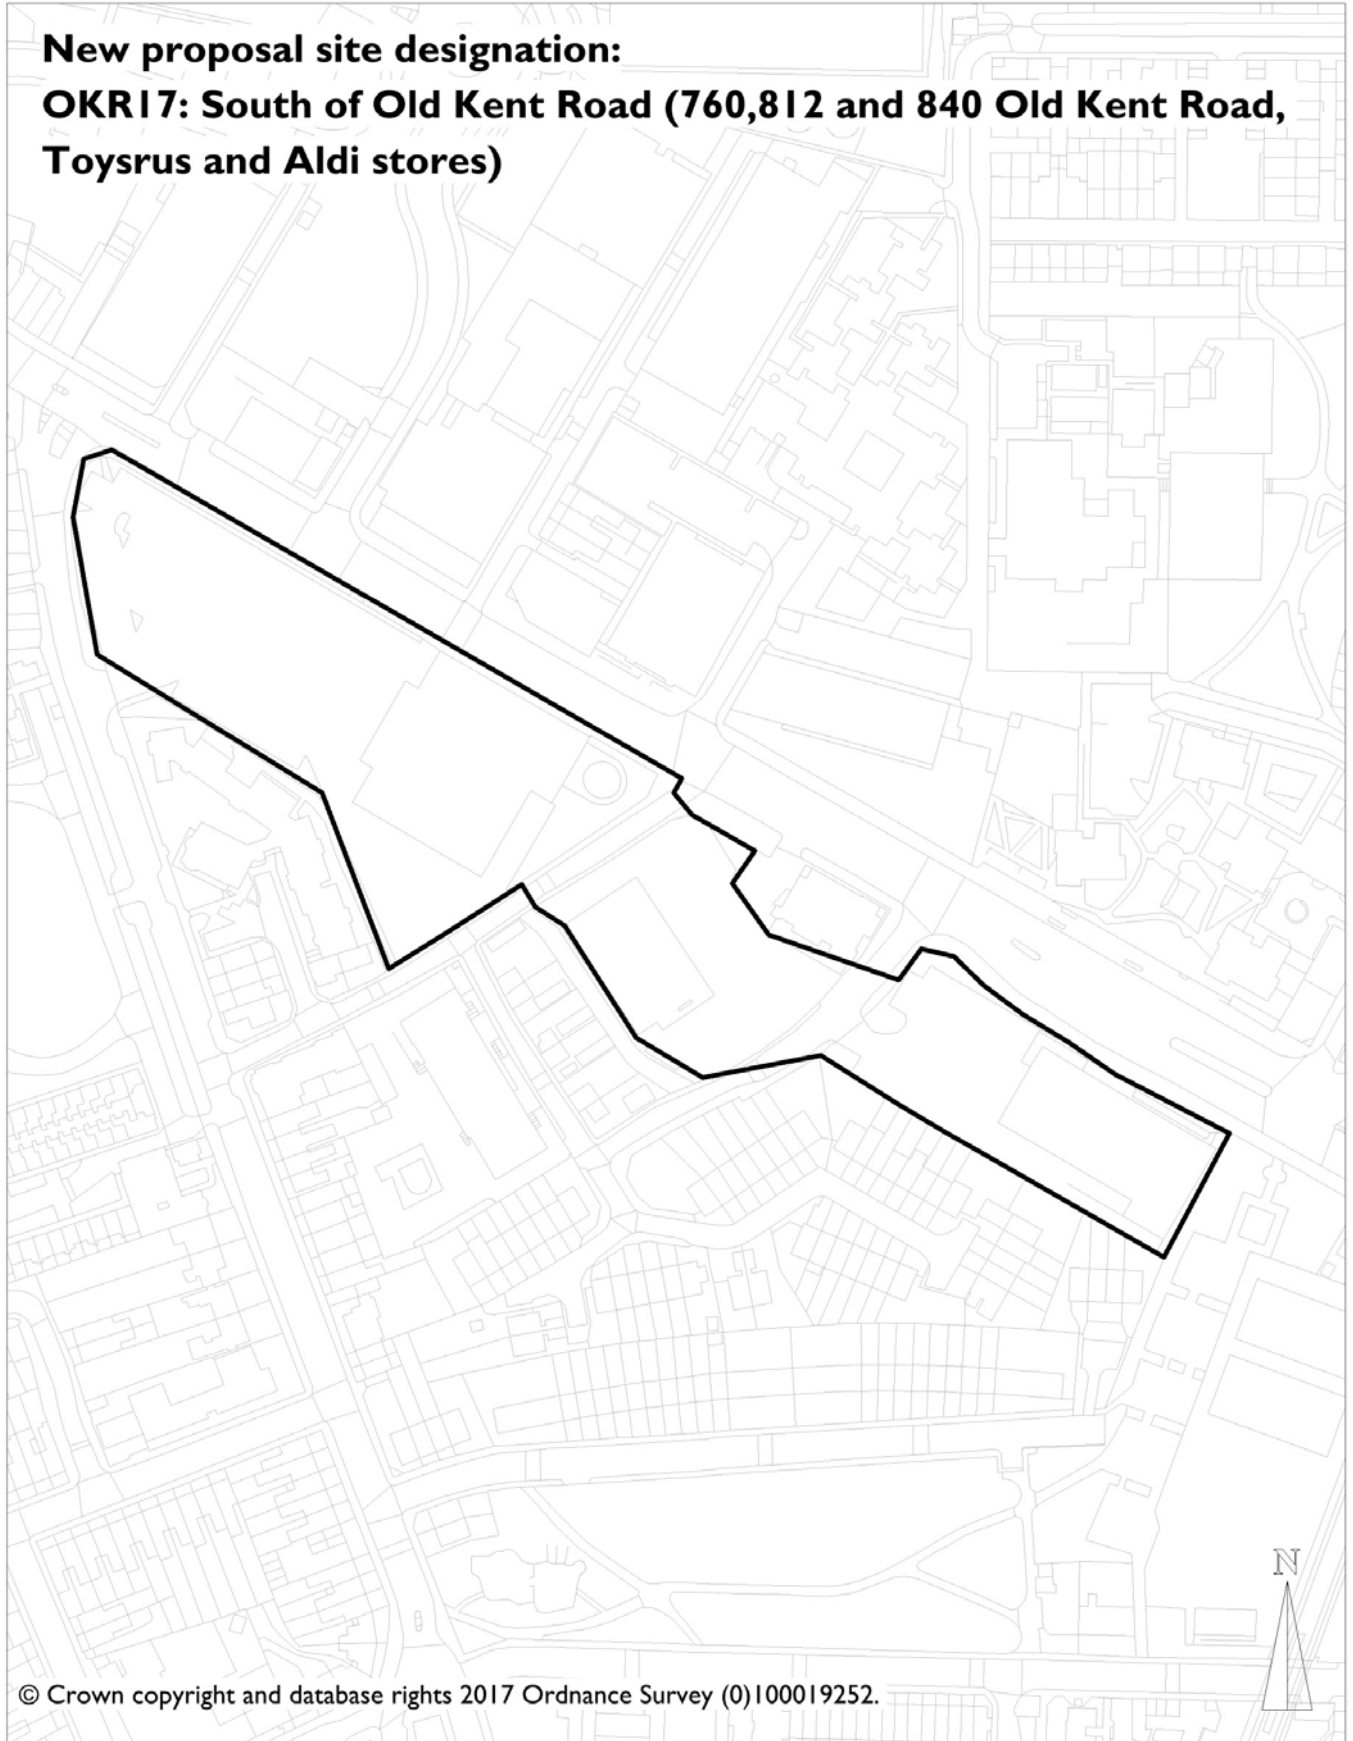 New proposal site designation:
OKR17: South of Old Kent Road (760,812 and 840 Old Kent Road,
Toysrus and Aldi stores)
N
© Crown copyright and database rights 2017 Ordnance Survey (0)100019252.